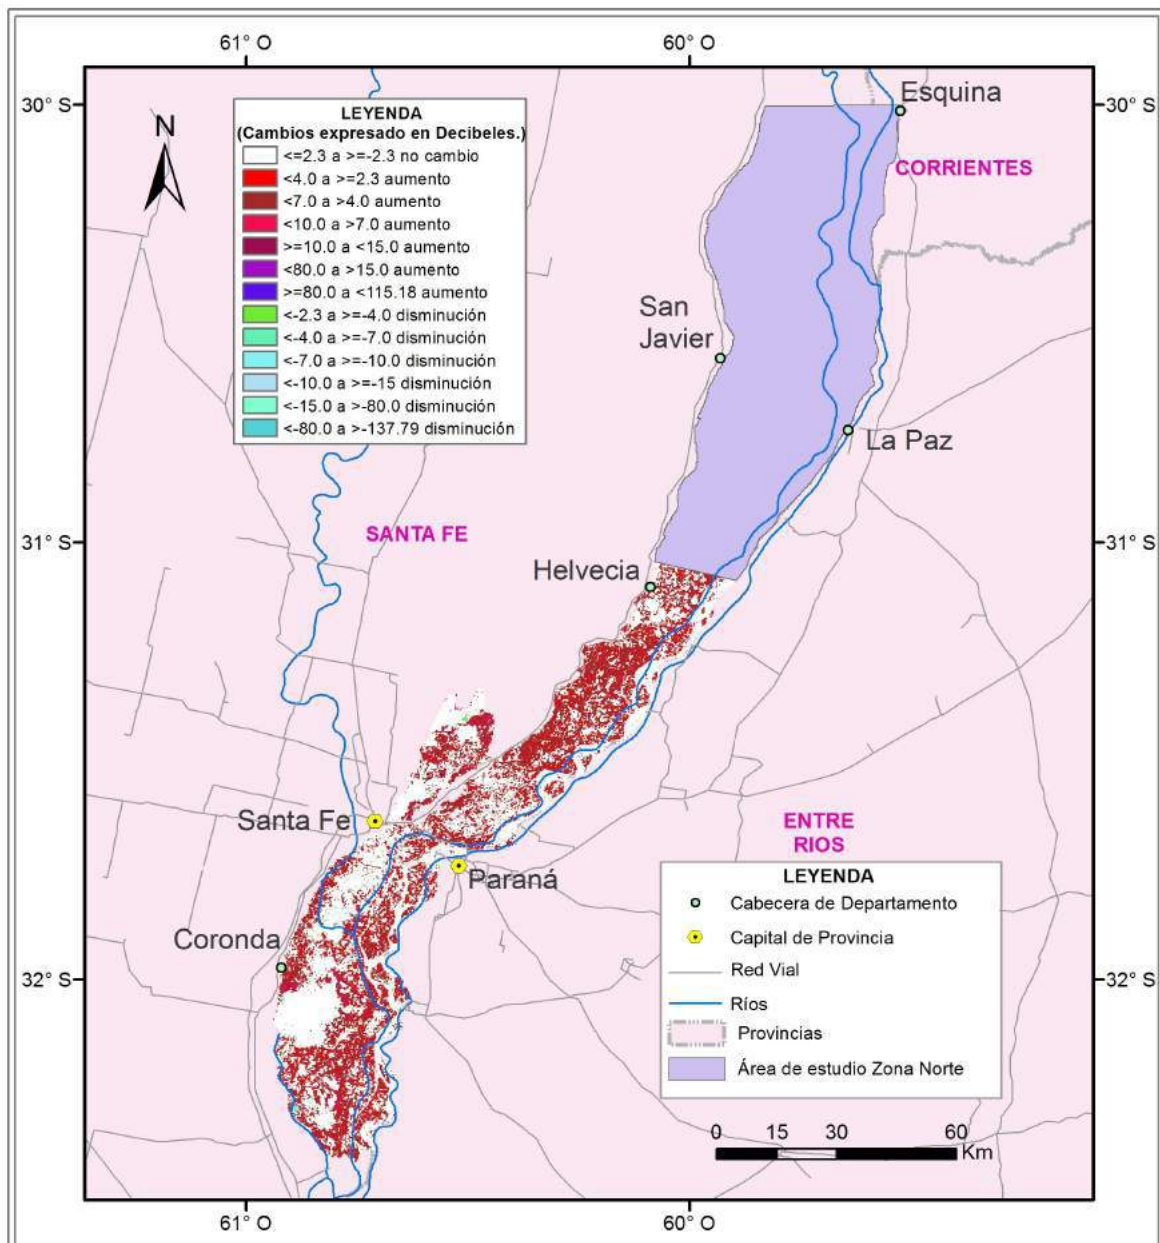 61° O
60° O
30° S
30° S
N
LEYENDA
(Cambios expresado en Decibeles.)
<=2.3 a >=-2.3 no cambio
<4.0 a >=2.3 aumento
<7.0 a >4.0 aumento
<10.0 a >7.0 aumento
>=10.0 a <15.0 aumento
<80.0 a >15.0 aumento
>=80.0 a <115.18 aumento
<-2.3 a >=-4.0 disminución
<-4.0 a >=-7.0 disminución
<-7.0 a >=-10.0 disminución
<-10.0 a >=-15 disminución
<-15.0 a >-80.0 disminución
<-80.0 a >-137.79 disminución
Esquina
CORRIENTES
San
Javier
La Paz
SANTA FE
31° S
31° S
Helvecia
Santa Fe
ENTRE
RIOS
Paraná
Coronda
32° S
32° S
LEYENDA
Cabecera de Departamento
Capital de Provincia
Red Vial
Ríos
Provincias
Área de estudio Zona Norte
0 15 30 60
Km
61° O
60° O